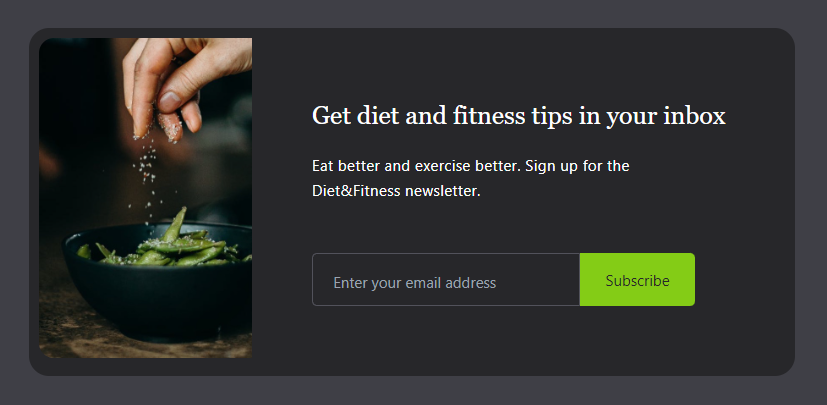 Get diet and fitness tips in your inbox
Eat better and exercise better. Sign up for the
Diet&Fitness newsletter.
Enter your email address
Subscribe